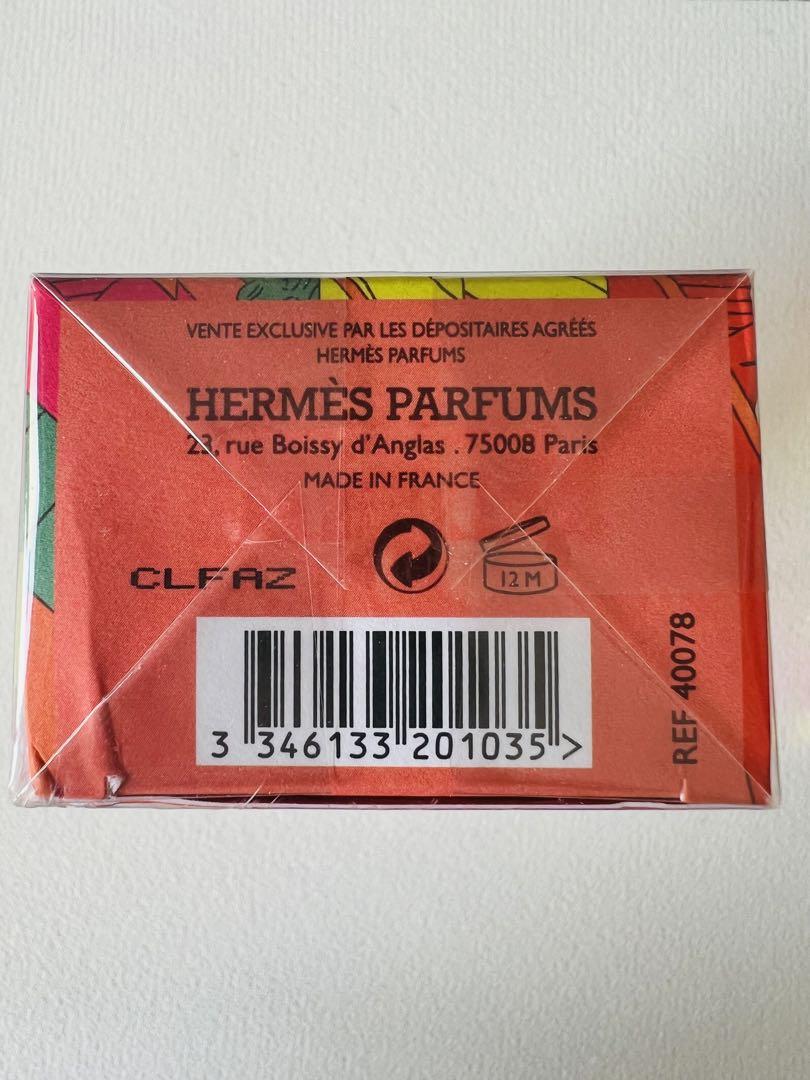 VENTE EXCLUSIVE PAR LES DÉPOSITAIRES AGRÉÉS
HERMÈS PARFUMS
HERMÈS PARFUMS
23, rue Boissy d'Anglas . 75008 Paris
MADE IN FRANCE
CLFAZ
12 M
3 346133 201035 >
REF 40078